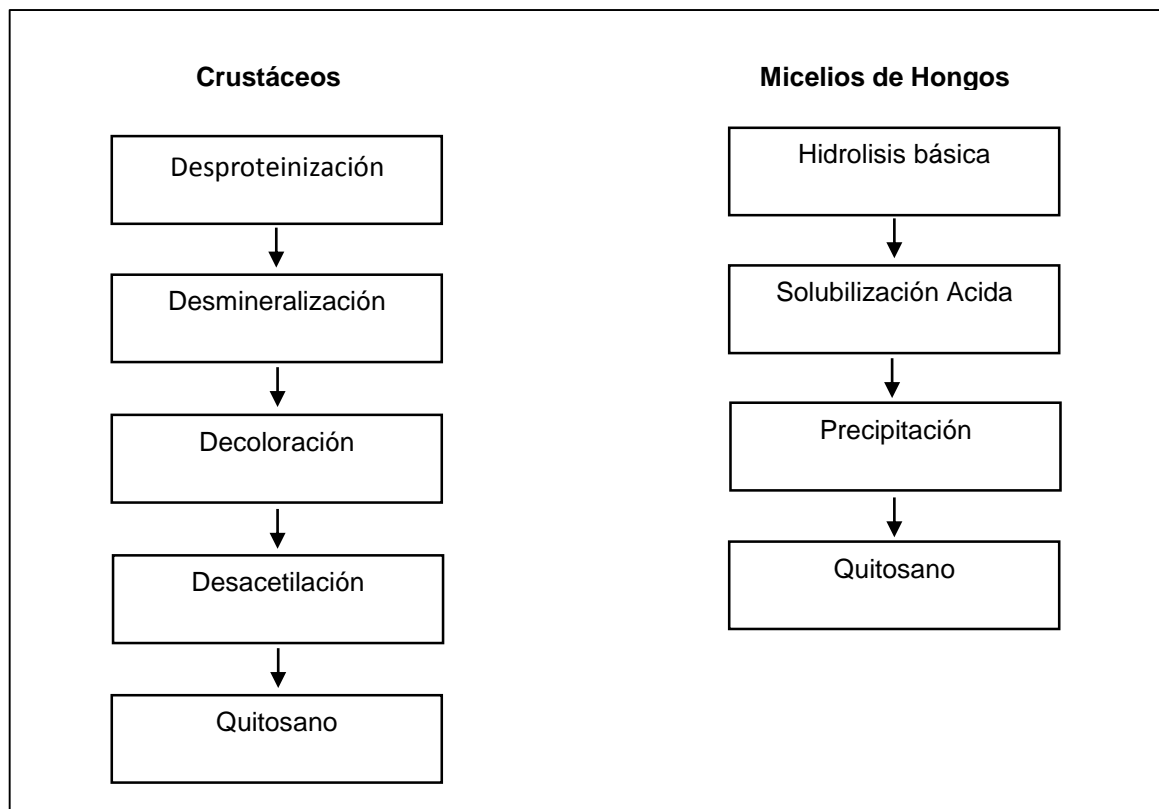 Crustáceos
Desproteinización
Desmineralización
Decoloración
Desacetilación
Quitosano
Micelios de Hongos
Hidrolisis básica
Solubilización Acida
Precipitación
Quitosano